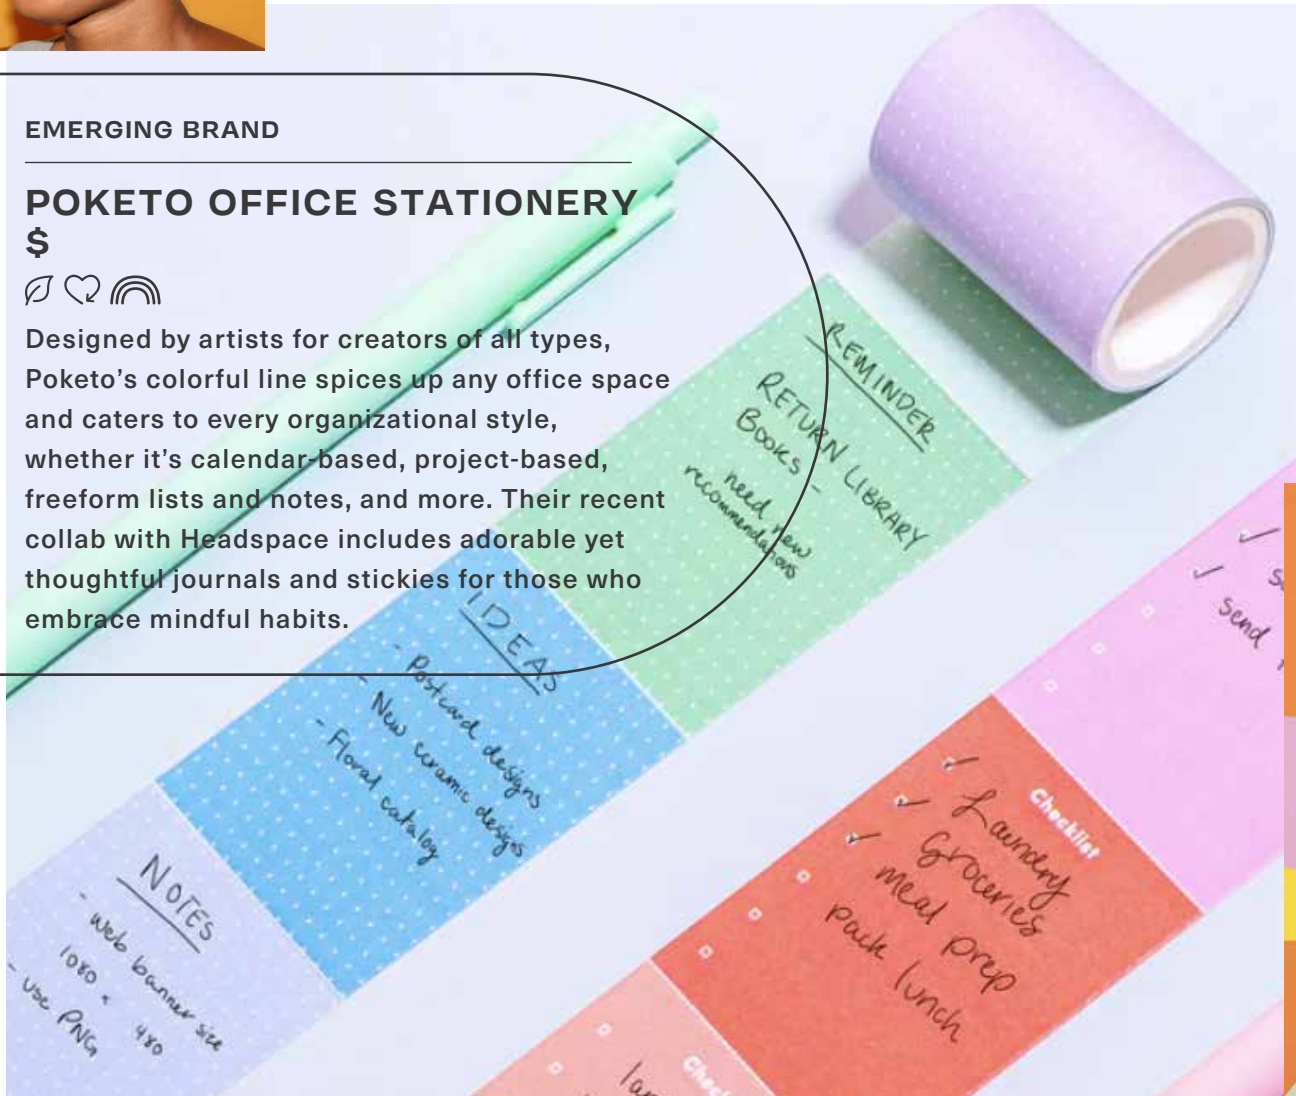 EMERGING BRAND
POKETO OFFICE STATIONERY
$
Designed by artists for creators of all types,
Poketo’s colorful line spices up any office space
and caters to every organizational style,
whether it’s calendar-based, project-based,
freeform lists and notes, and more. Their recent
collab with Headspace includes adorable yet
thoughtful journals and stickies for those who
embrace mindful habits.
REMINDER
RETURN LIBRARY
BOOKS -
need new
recommendations
IDEAS
- Postcard designs
- New ceramic designs
- Floral catalog
NOTES
- web banner size
1080 x 480
- USE PNG
send
Checklist
Laundry
Groceries
meal prep
pack lunch